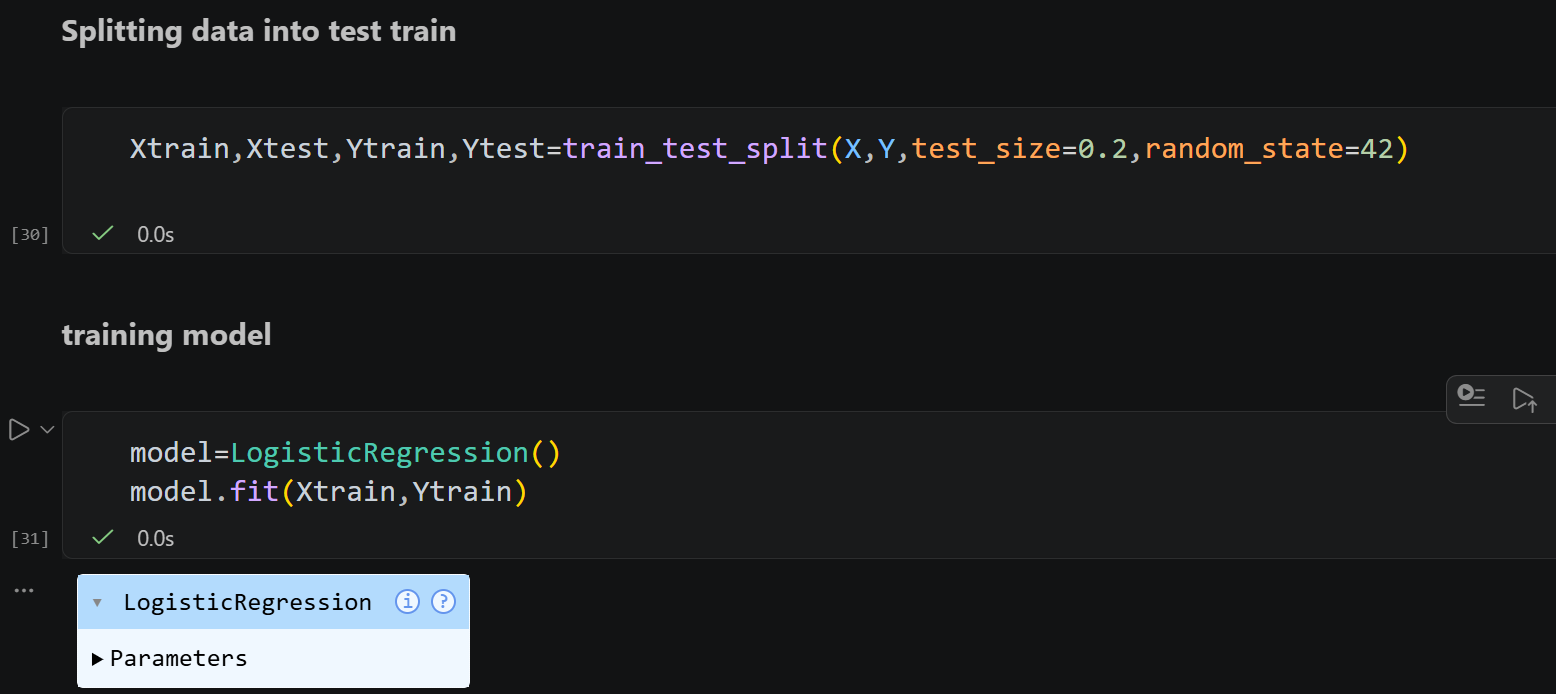 Splitting data into test train
Xtrain,Xtest,Ytrain,Ytest=train_test_split(X,Y,test_size=0.2,random_state=42)
[30] 0.0s
training model
model=LogisticRegression()
model.fit(Xtrain,Ytrain)
[31] 0.0s
...
LogisticRegression i ?
Parameters